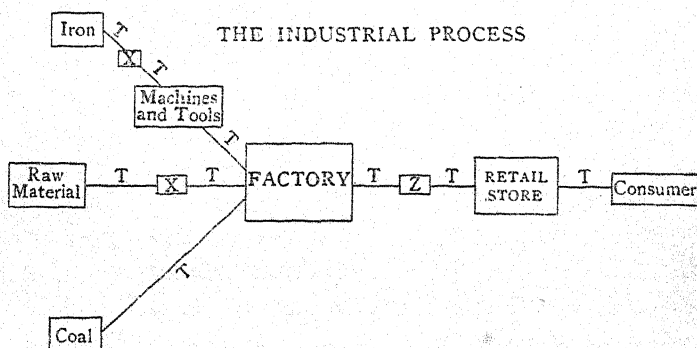 THE INDUSTRIAL PROCESS
Iron
T
X
T
Machines
and Tools
T
Raw
Material
T
X
T
FACTORY
T
Z
T
RETAIL
STORE
T
Consumer
T
Coal